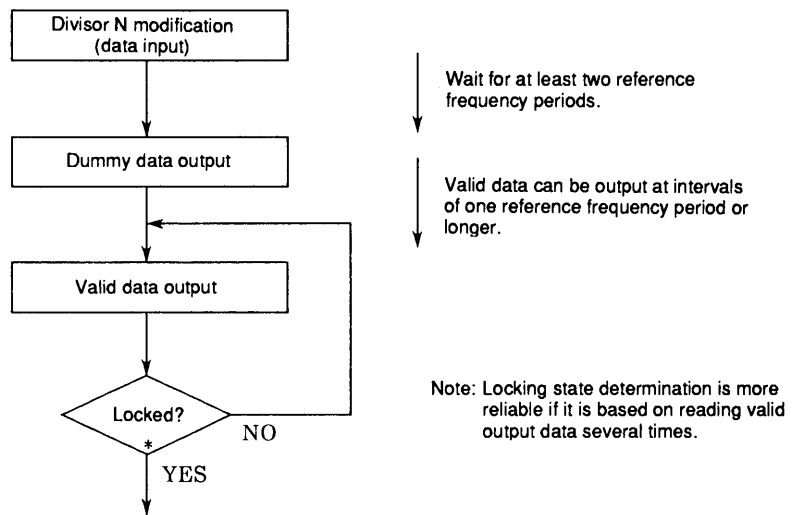 Divisor N modification
(data input)
Wait for at least two reference
frequency periods.
Dummy data output
Valid data can be output at intervals
of one reference frequency period or
longer.
Valid data output
Locked?
*
NO
YES
Note: Locking state determination is more
reliable if it is based on reading valid
output data several times.